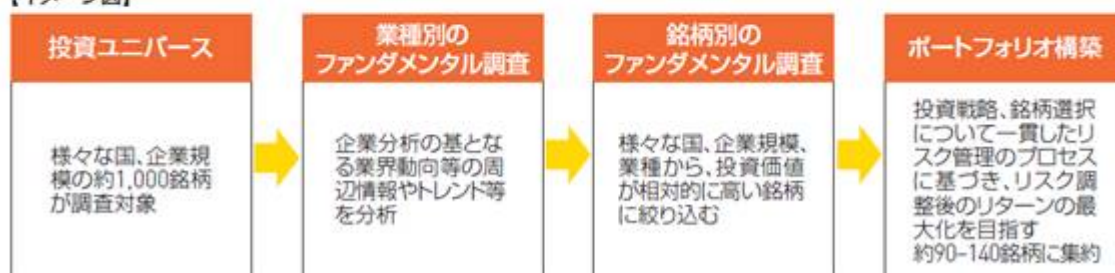 【イメージ図】
投資ユニバース
様々な国、企業規
模の約1,000銘柄
が調査対象
業種別の
ファンダメンタル調査
企業分析の基とな
る業界動向等の周
辺情報やトレンド等
を分析
銘柄別の
ファンダメンタル調査
様々な国、企業規模、
業種から、投資価値
が相対的に高い銘柄
に絞り込む
ポートフォリオ構築
投資戦略、銘柄選択
について一貫したリ
スク管理のプロセス
に基づき、リスク調
整後のリターンの最
大化を目指す
約90-140銘柄に集約